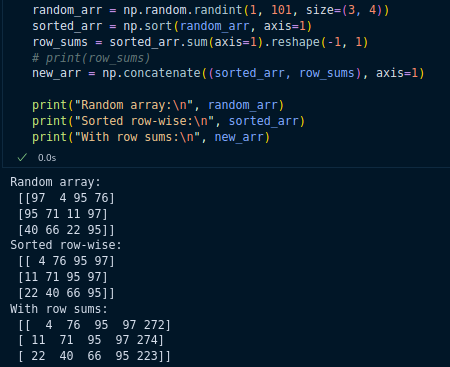 random_arr = np.random.randint(1, 101, size=(3, 4))
sorted_arr = np.sort(random_arr, axis=1)
row_sums = sorted_arr.sum(axis=1).reshape(-1, 1)
# print(row_sums)
new_arr = np.concatenate((sorted_arr, row_sums), axis=1)

print("Random array:\n", random_arr)
print("Sorted row-wise:\n", sorted_arr)
print("With row sums:\n", new_arr)
✓ 0.0s
Random array:
 [[97  4 95 76]
 [95 71 11 97]
 [40 66 22 95]]
Sorted row-wise:
 [[ 4 76 95 97]
 [11 71 95 97]
 [22 40 66 95]]
With row sums:
 [[  4  76  95  97 272]
 [ 11  71  95  97 274]
 [ 22  40  66  95 223]]